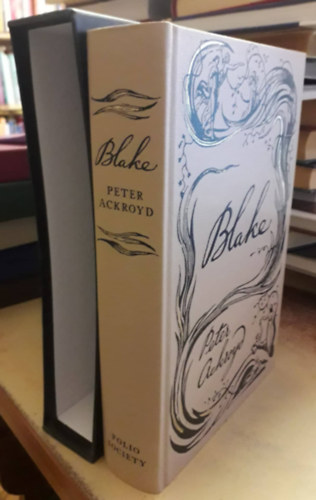 Blake
PETER
ACKROYD
FOLIO
SOCIETY
Blake
Peter
Ackroyd